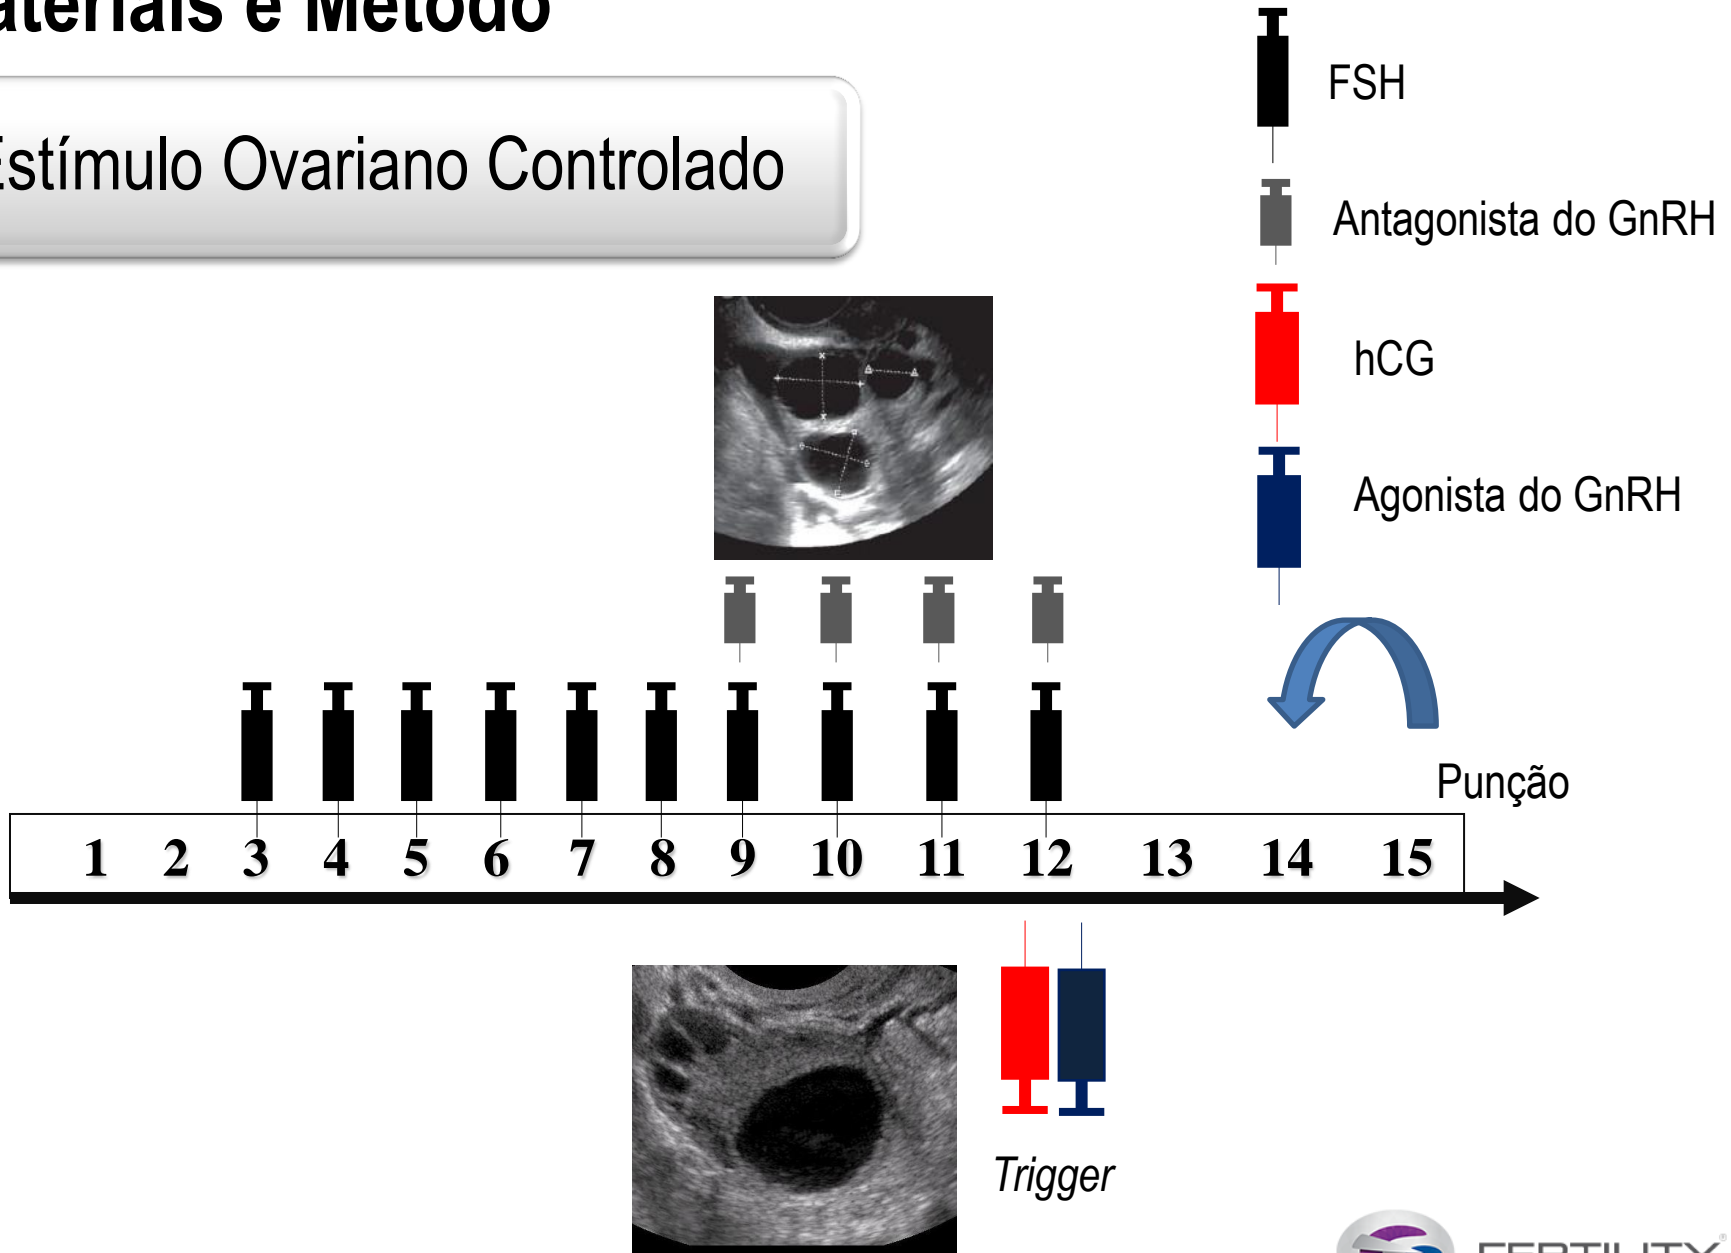 ateriais e Método
Estímulo Ovariano Controlado
FSH
Antagonista do GnRH
hCG
Agonista do GnRH
Punção
1 2 3 4 5 6 7 8 9 10 11 12 13 14 15
Trigger
FERTILITY